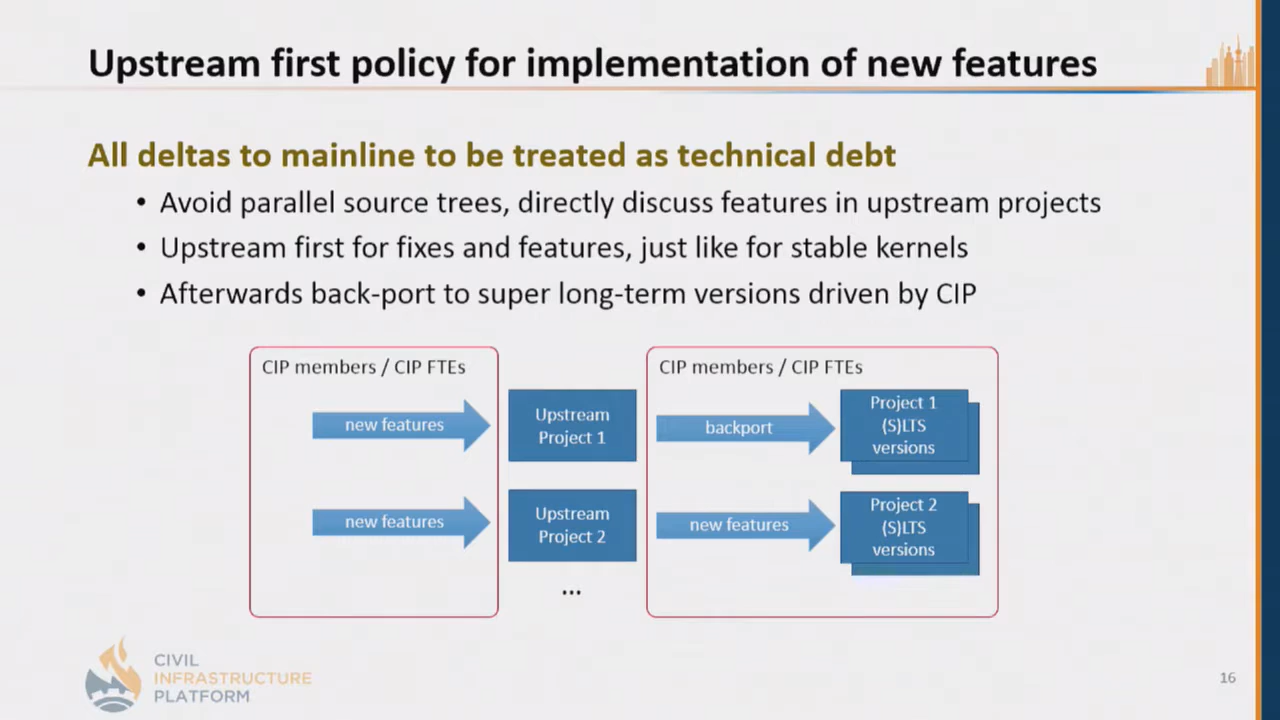 Upstream first policy for implementation of new features
All deltas to mainline to be treated as technical debt
• Avoid parallel source trees, directly discuss features in upstream projects
• Upstream first for fixes and features, just like for stable kernels
• Afterwards back-port to super long-term versions driven by CIP
CIP members / CIP FTEs
new features
Upstream
Project 1
CIP members / CIP FTEs
backport
Project 1
(S)LTS
versions
new features
Upstream
Project 2
new features
Project 2
(S)LTS
versions
...
CIVIL
INFRASTRUCTURE
PLATFORM
16